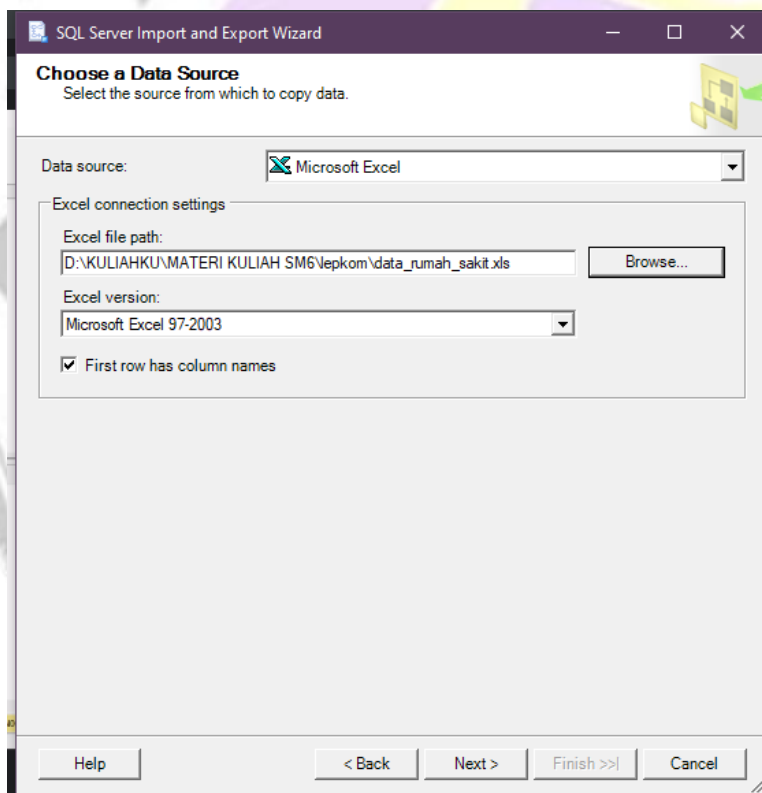 SQL Server Import and Export Wizard
Choose a Data Source
Select the source from which to copy data.
Data source:
Microsoft Excel
Excel connection settings
Excel file path:
D:\KULIAHKU\MATERI KULIAH SM6\lepkom\data_rumah_sakit.xls
Browse...
Excel version:
Microsoft Excel 97-2003
First row has column names
Help
< Back
Next >
Finish >>|
Cancel